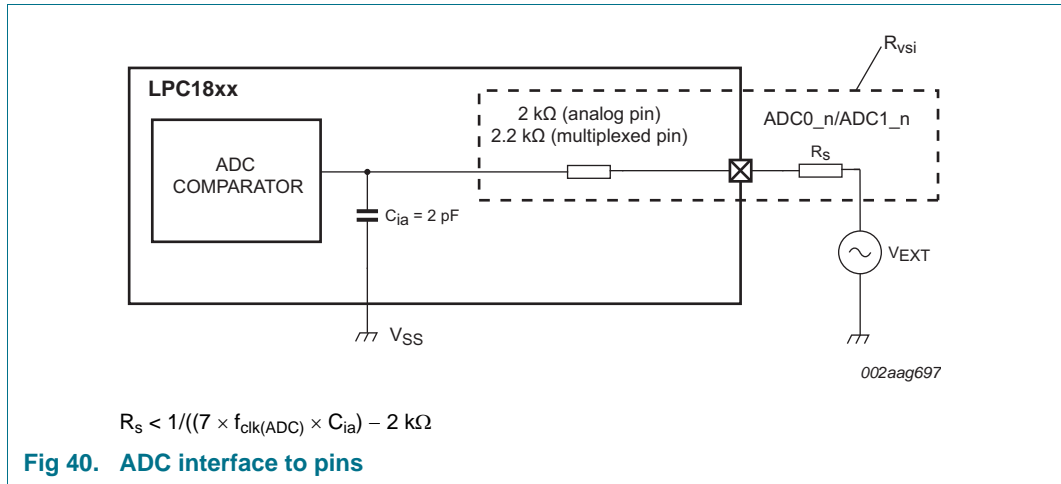 Rvsi
LPC18xx
2 kΩ (analog pin)
2.2 kΩ (multiplexed pin)
ADC0_n/ADC1_n
Rs
ADC
COMPARATOR
Cia = 2 pF
VEXT
VSS
002aag697
Rs < 1/((7 × fclk(ADC) × Cia) − 2 kΩ
Fig 40. ADC interface to pins